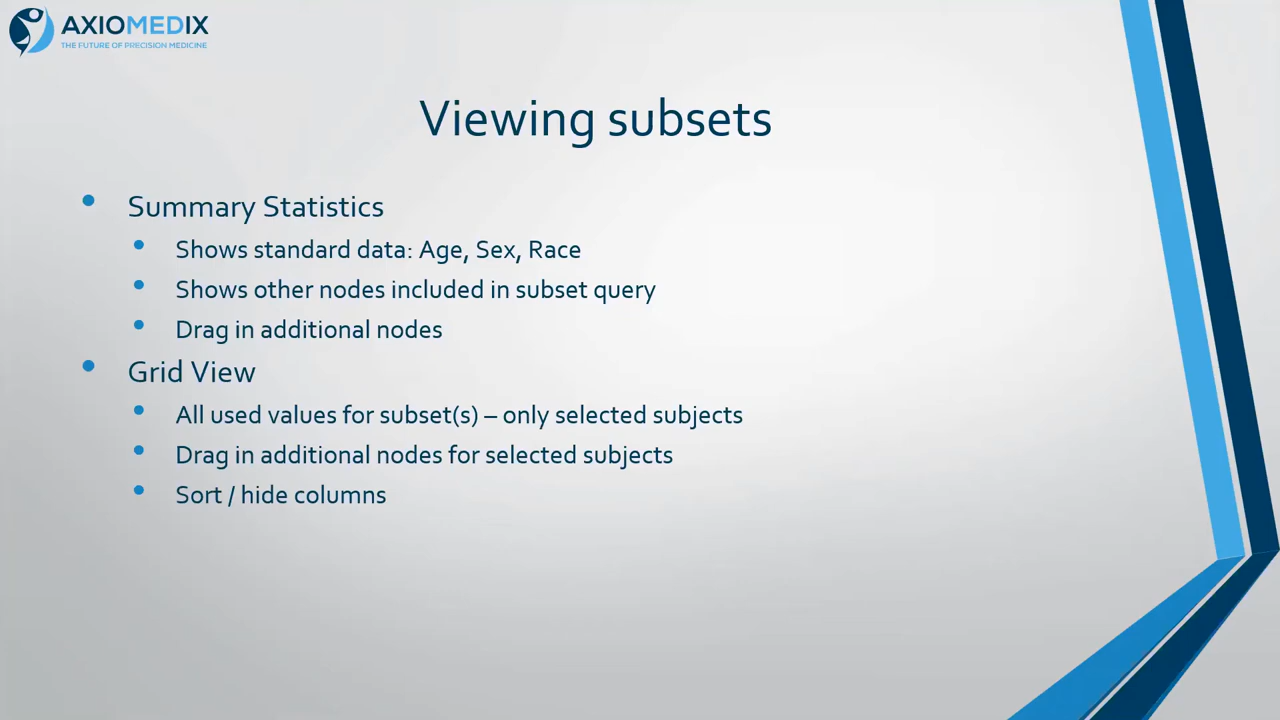 AXIOMEDIX
THE FUTURE OF PRECISION MEDICINE
Viewing subsets
• Summary Statistics
• Shows standard data: Age, Sex, Race
• Shows other nodes included in subset query
• Drag in additional nodes
• Grid View
• All used values for subset(s) – only selected subjects
• Drag in additional nodes for selected subjects
• Sort / hide columns